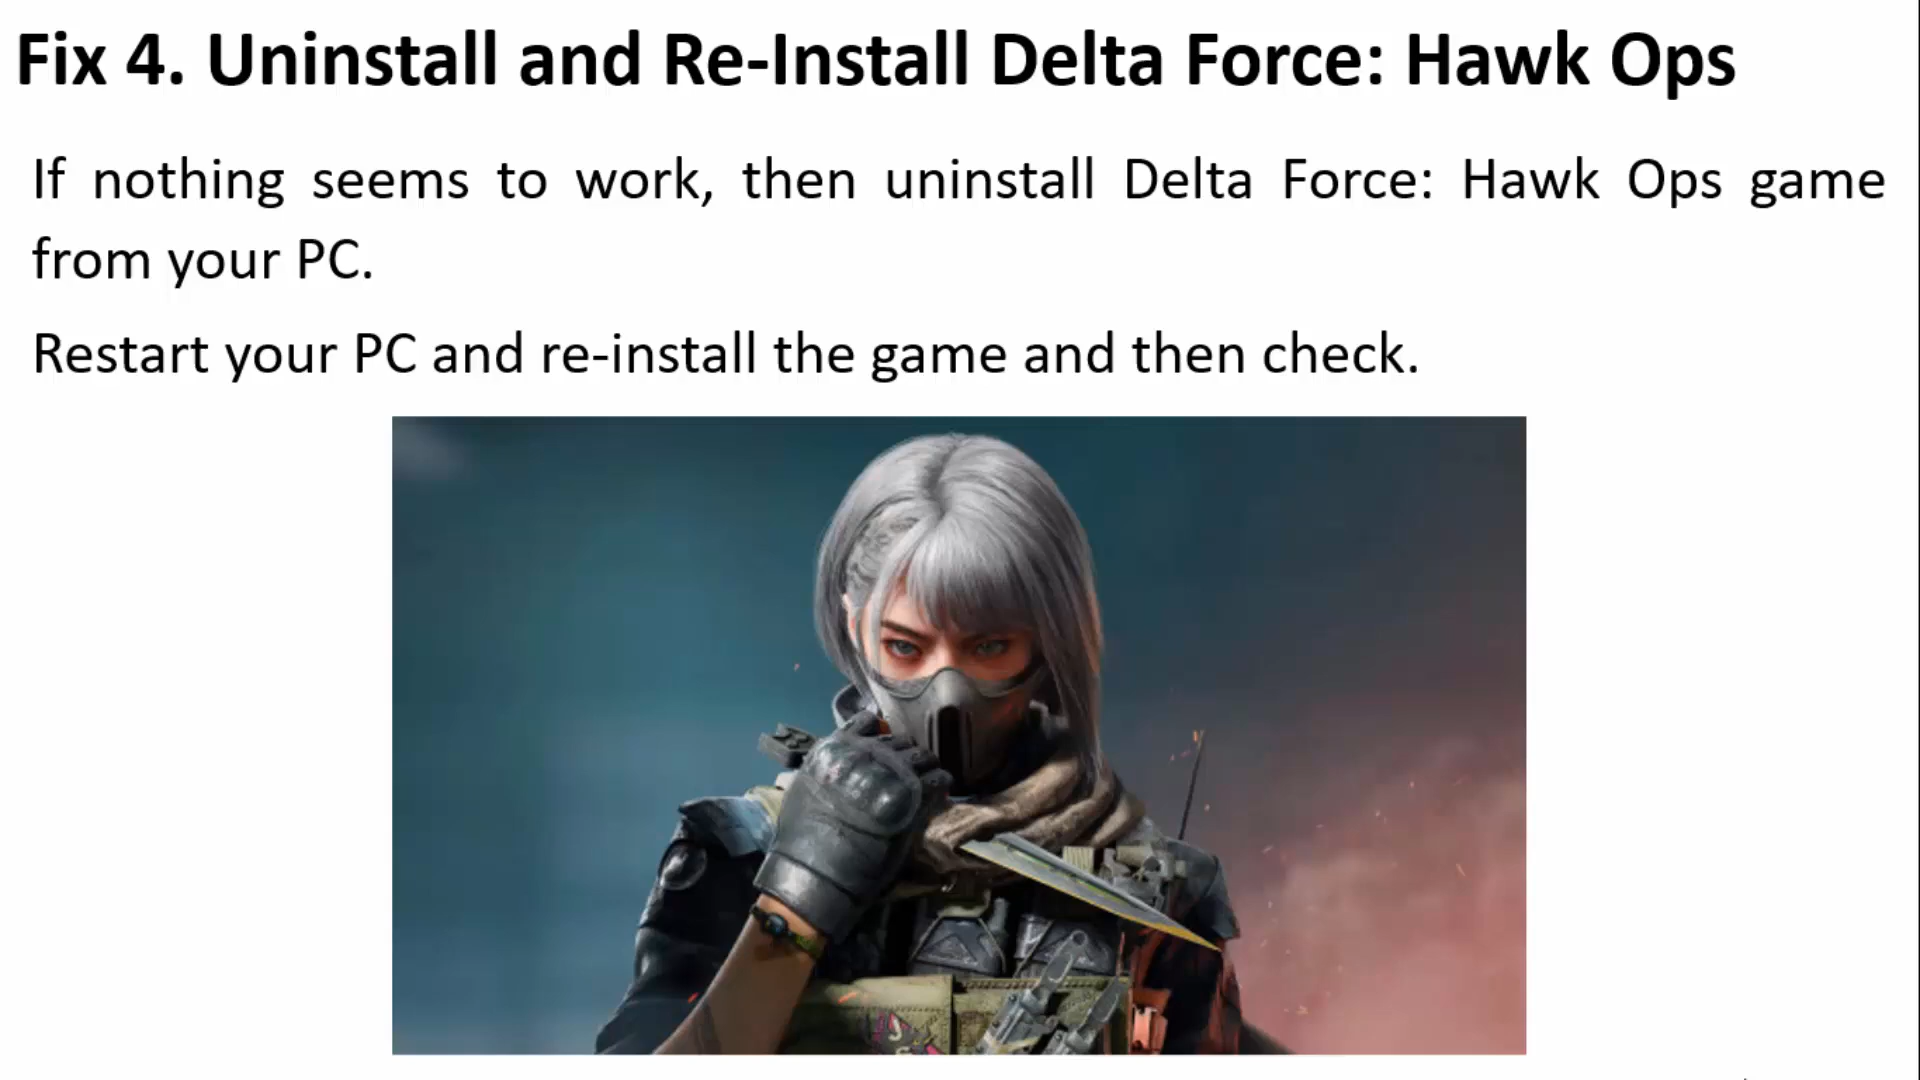 Fix 4. Uninstall and Re-Install Delta Force: Hawk Ops
If nothing seems to work, then uninstall Delta Force: Hawk Ops game
from your PC.
Restart your PC and re-install the game and then check.